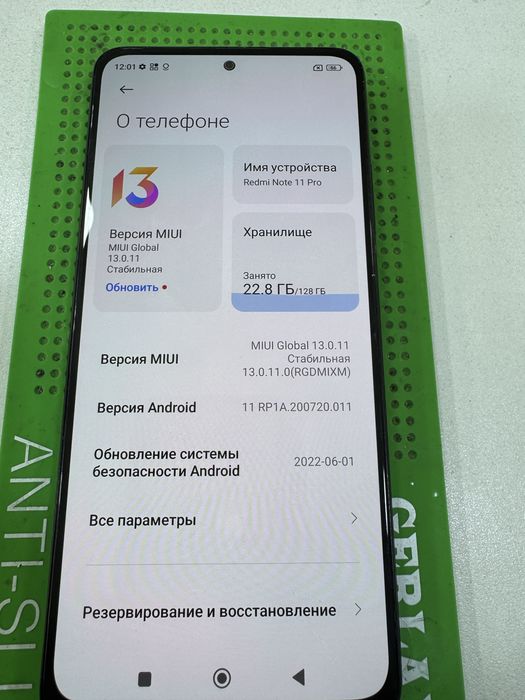 12:01
66
О телефоне
13
Версия MIUI
MIUI Global
13.0.11
Стабильная
Обновить
Имя устройства
Redmi Note 11 Pro
Хранилище
Занято
22.8 ГБ/128 ГБ
Версия MIUI
MIUI Global 13.0.11
Стабильная
13.0.11.0(RGDMIXM)
Версия Android
11 RP1A.200720.011
Обновление системы
безопасности Android
2022-06-01
Все параметры
Резервирование и восстановление